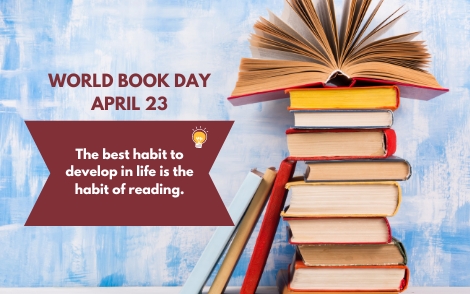 WORLD BOOK DAY
APRIL 23
The best habit to
develop in life is the
habit of reading.